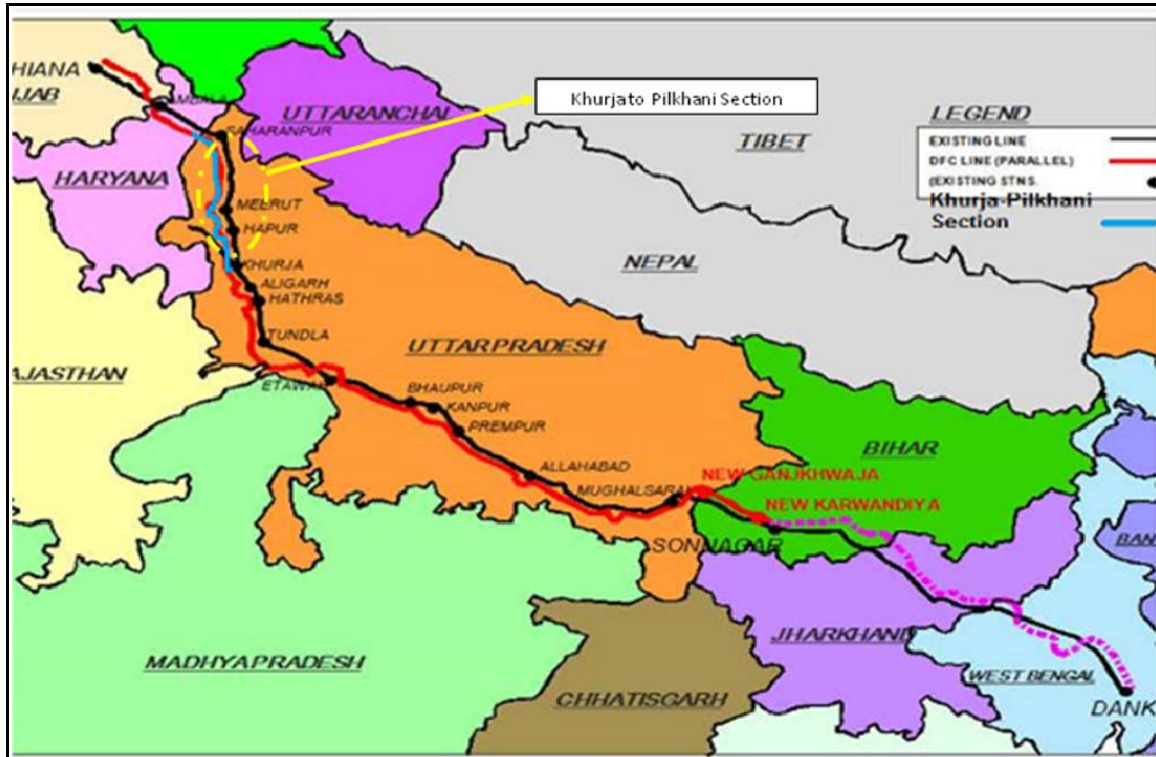 HIANA
IJAB
AMBALA
UTTARANCHAL
Khurjato Pilkhani Section
LEGEND
EXISTING LINE
DFC LINE (PARALLEL)
(EXISTING STNS.
Khurja-Pilkhani
Section
TIBET
SAHARANPUR
HARYANA
MEERUT
HAPUR
KHURJA
ALIGARH
HATHRAS
NEPAL
TUNDLA
UTTAR PRADESH
AJASTHAN
ETAWAH
BHAUPUR
KANPUR
PREMPUR
ALLAHABAD
BIHAR
NEW GANJKHWAJA
MUGHALSARAI
NEW KARWANDIYA
SONNAGAR
BAN
JHARKHAND
MADHYA PRADESH
WEST BENGAL
CHHATISGARH
DANK